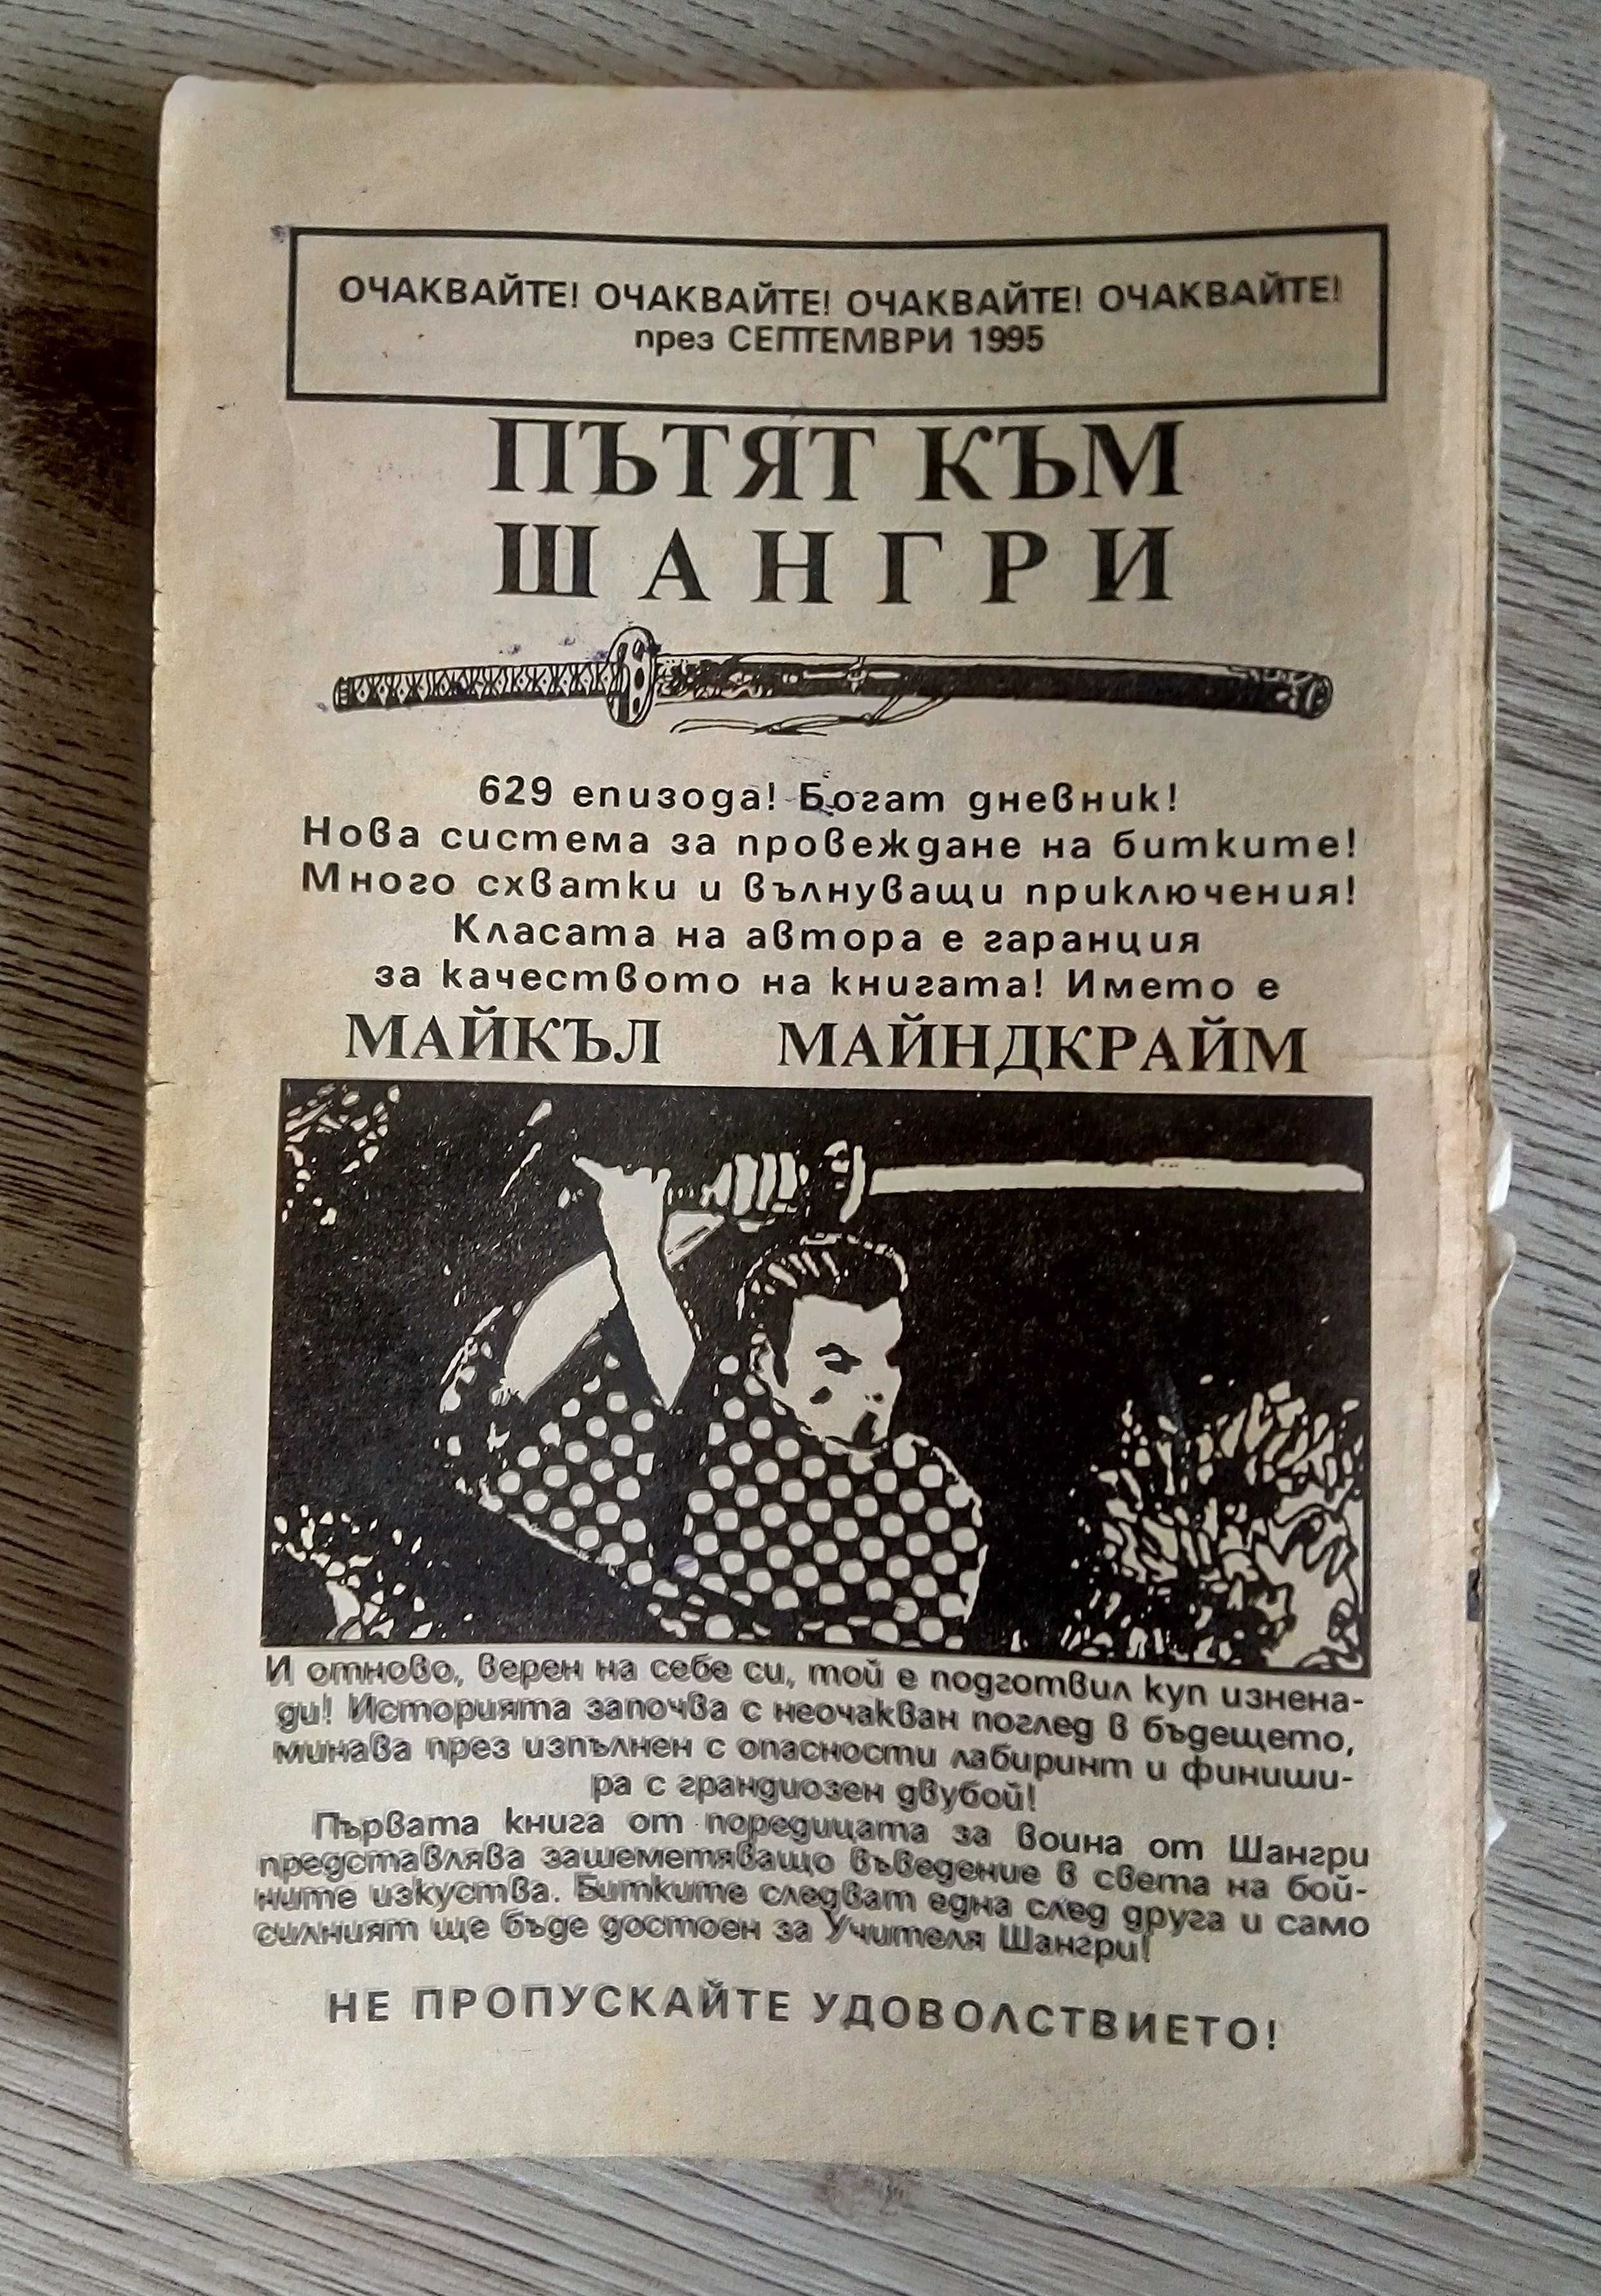 ОЧАКВАЙТЕ! ОЧАКВАЙТЕ! ОЧАКВАЙТЕ! ОЧАКВАЙТЕ!
през СЕПТЕМВРИ 1995
ПЪТЯТ КЪМ
ШАНГРИ
629 епизода! Богат дневник!
Нова система за провеждане на битките!
Много схватки и вълнуващи приключения!
Класата на автора е гаранция
за качеството на книгата! Името е
МАЙКЪЛ МАЙНДКРАЙМ
И отново, верен на себе си, той е подготвил куп изнена-
ди! Историята започва с неочакван поглед в бъдещето,
минава през изпълнен с опасности лабиринт и финиши-
ра с грандиозен двубой!
Първата книга от поредицата за воина от Шангри
представлява зашеметяващо въведение в света на бой-
ните изкуства. Битките следват една след друга и само
силният ще бъде достоен за Учителя Шангри!
НЕ ПРОПУСКАЙТЕ УДОВОЛСТВИЕТО!